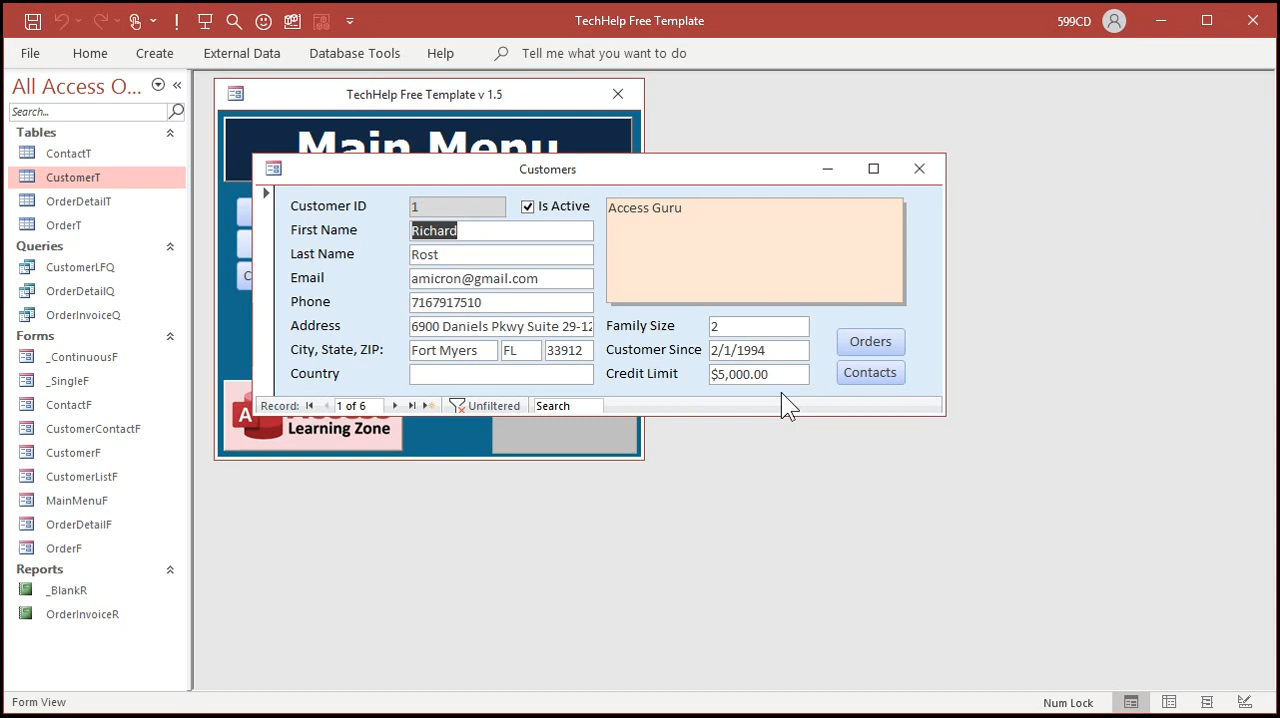 TechHelp Free Template
599CD
File Home Create External Data Database Tools Help Tell me what you want to do
All Access O...
Search...
Tables
ContactT
CustomerT
OrderDetailT
OrderT
Queries
CustomerLFQ
OrderDetailQ
OrderInvoiceQ
Forms
_ContinuousF
_SingleF
ContactF
CustomerContactF
CustomerF
CustomerListF
MainMenuF
OrderDetailF
OrderF
Reports
_BlankR
OrderInvoiceR
TechHelp Free Template v 1.5
Main Menu
C
Customers
Customer ID 1 Is Active
First Name Richard
Last Name Rost
Email amicron@gmail.com
Phone 7167917510
Address 6900 Daniels Pkwy Suite 29-12
City, State, ZIP: Fort Myers FL 33912
Country
Access Guru
Family Size 2
Customer Since 2/1/1994
Credit Limit $5,000.00
Orders
Contacts
Record: 1 of 6 Unfiltered Search
A
Learning Zone
Form View
Num Lock